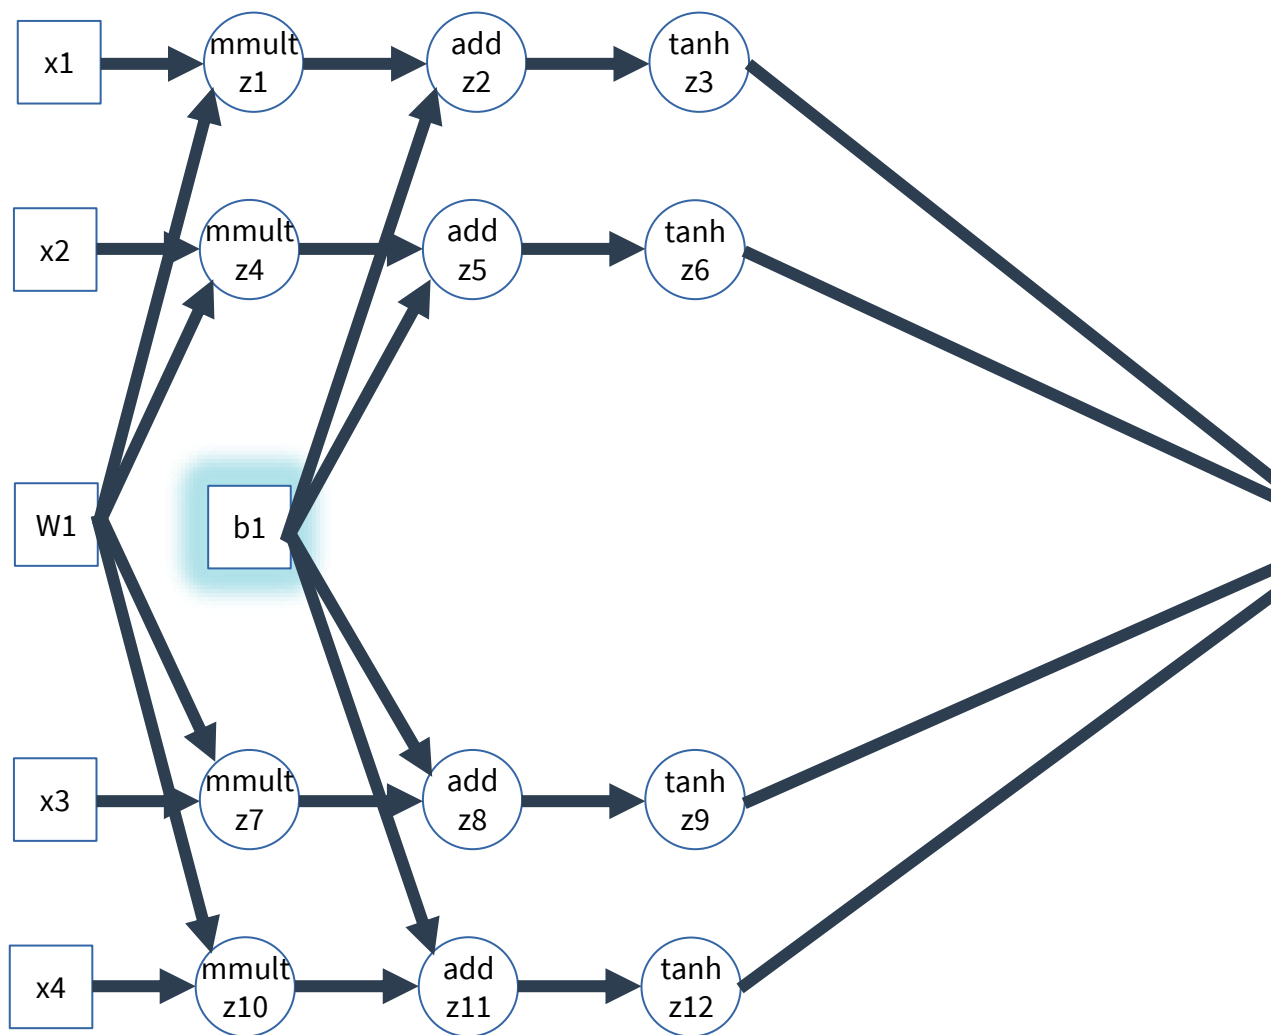 x1
mmult
z1
add
z2
tanh
z3
x2
mmult
z4
add
z5
tanh
z6
W1
b1
x3
mmult
z7
add
z8
tanh
z9
x4
mmult
z10
add
z11
tanh
z12